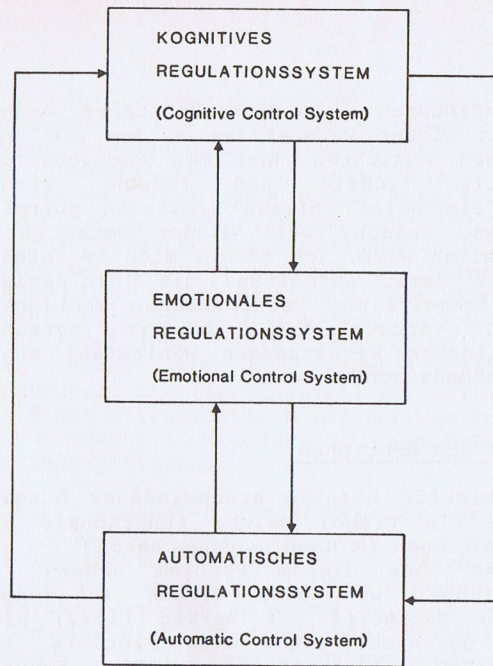 KOGNITIVES
REGULATIONSSYSTEM
(Cognitive Control System)
EMOTIONALES
REGULATIONSSYSTEM
(Emotional Control System)
AUTOMATISCHES
REGULATIONSSYSTEM
(Automatic Control System)